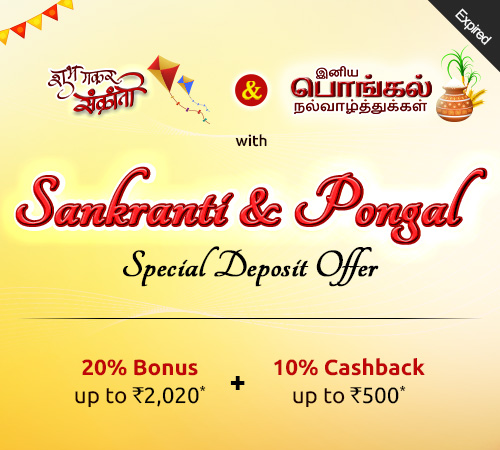 Expired
शुभ मकर
संक्रांती
&
இனிய
பொங்கல்
நல்வாழ்த்துக்கள்
with
Sankranti & Pongal
Special Deposit Offer
20% Bonus
up to ₹2,020*
+
10% Cashback
up to ₹500*